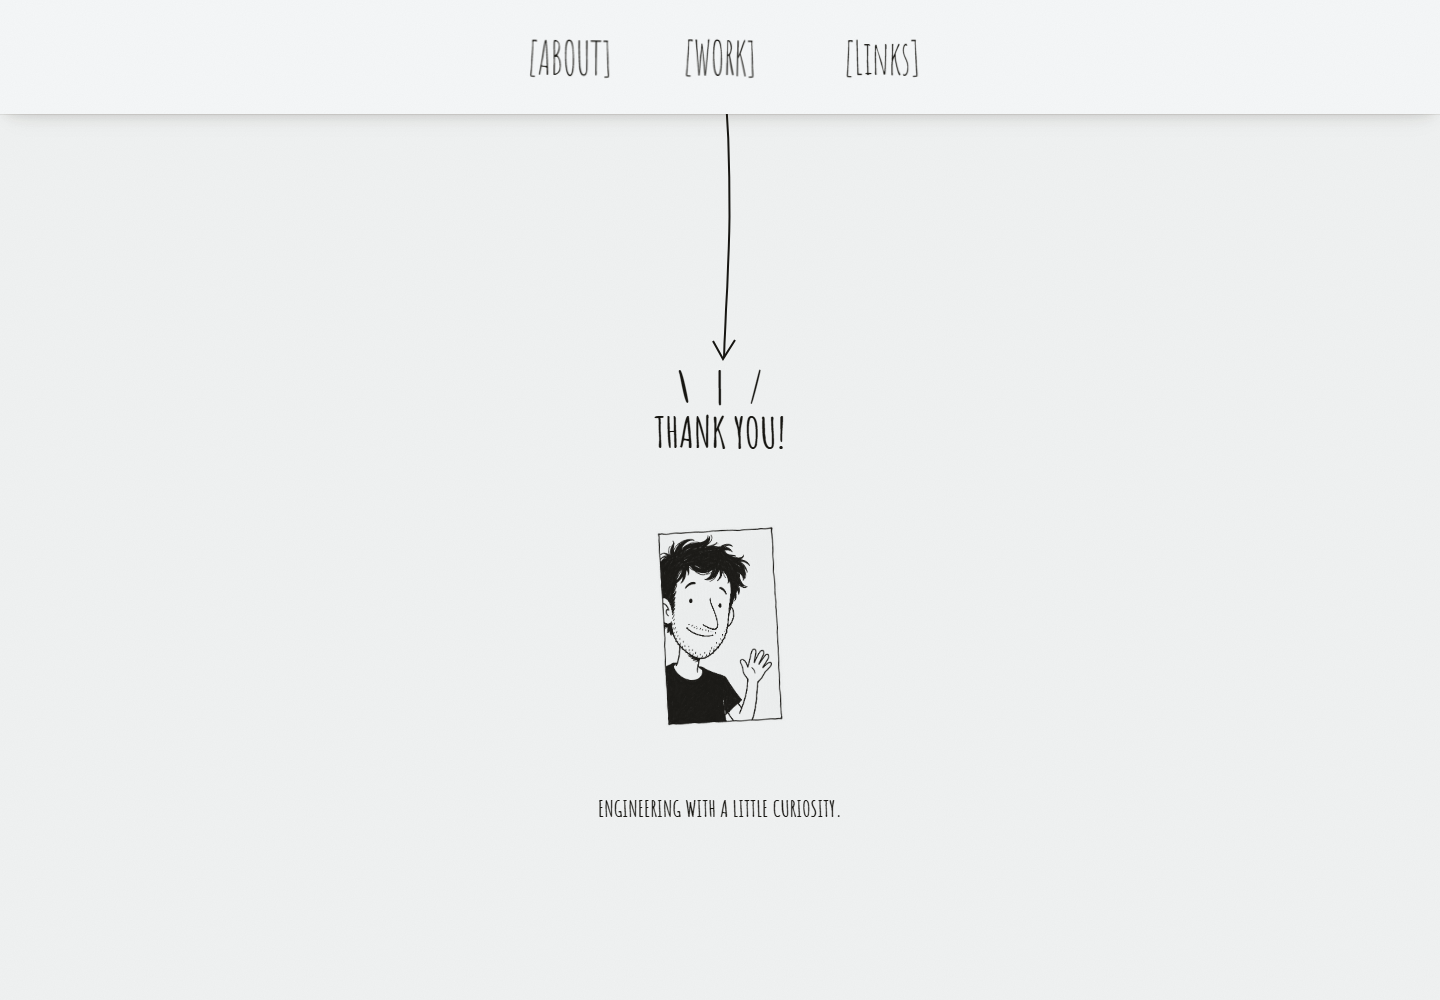 [ABOUT] [WORK] [LINKS]
THANK YOU!
ENGINEERING WITH A LITTLE CURIOSITY.